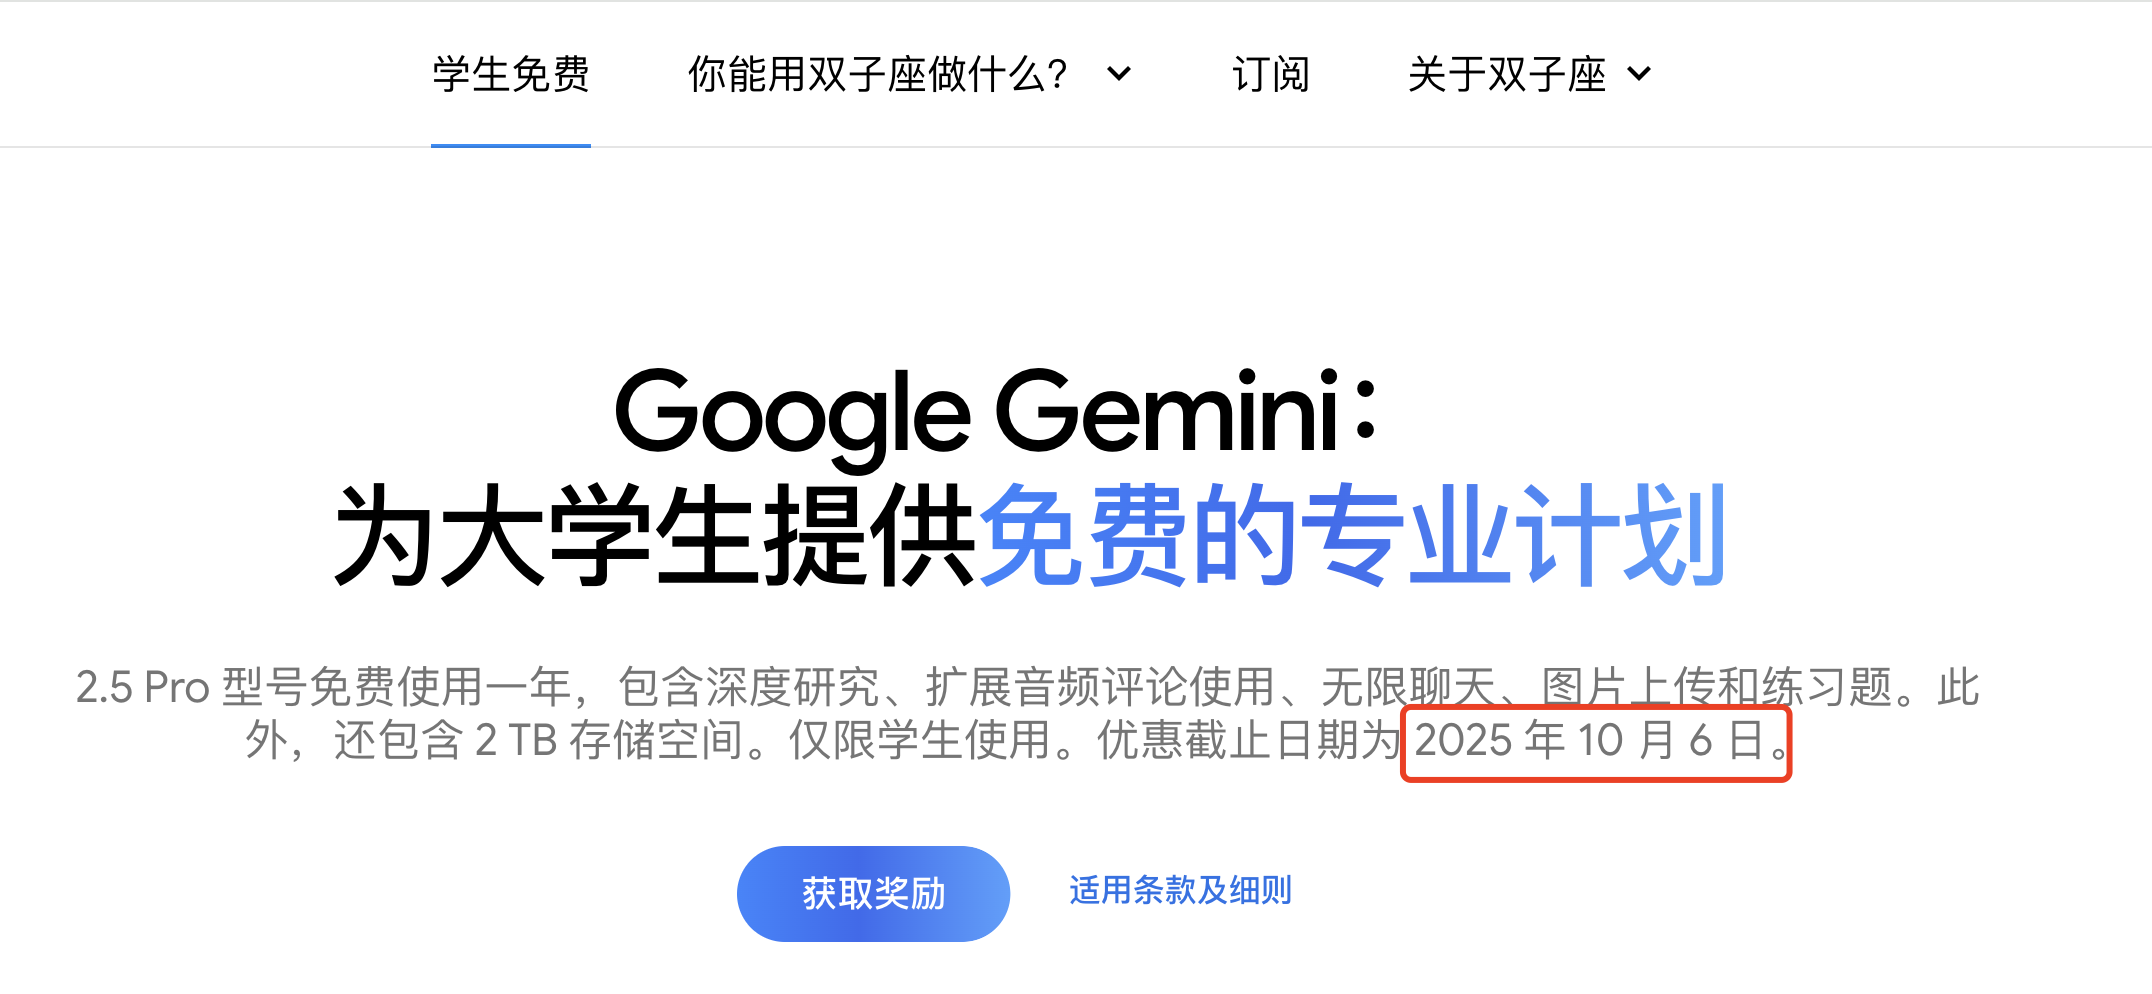 学生免费 你能用双子座做什么? 订阅 关于双子座
Google Gemini：
为大学生提供免费的专业计划
2.5 Pro 型号免费使用一年，包含深度研究、扩展音频评论使用、无限聊天、图片上传和练习题。此
外，还包含 2 TB 存储空间。仅限学生使用。优惠截止日期为 2025 年 10 月 6 日。
获取奖励 适用条款及细则